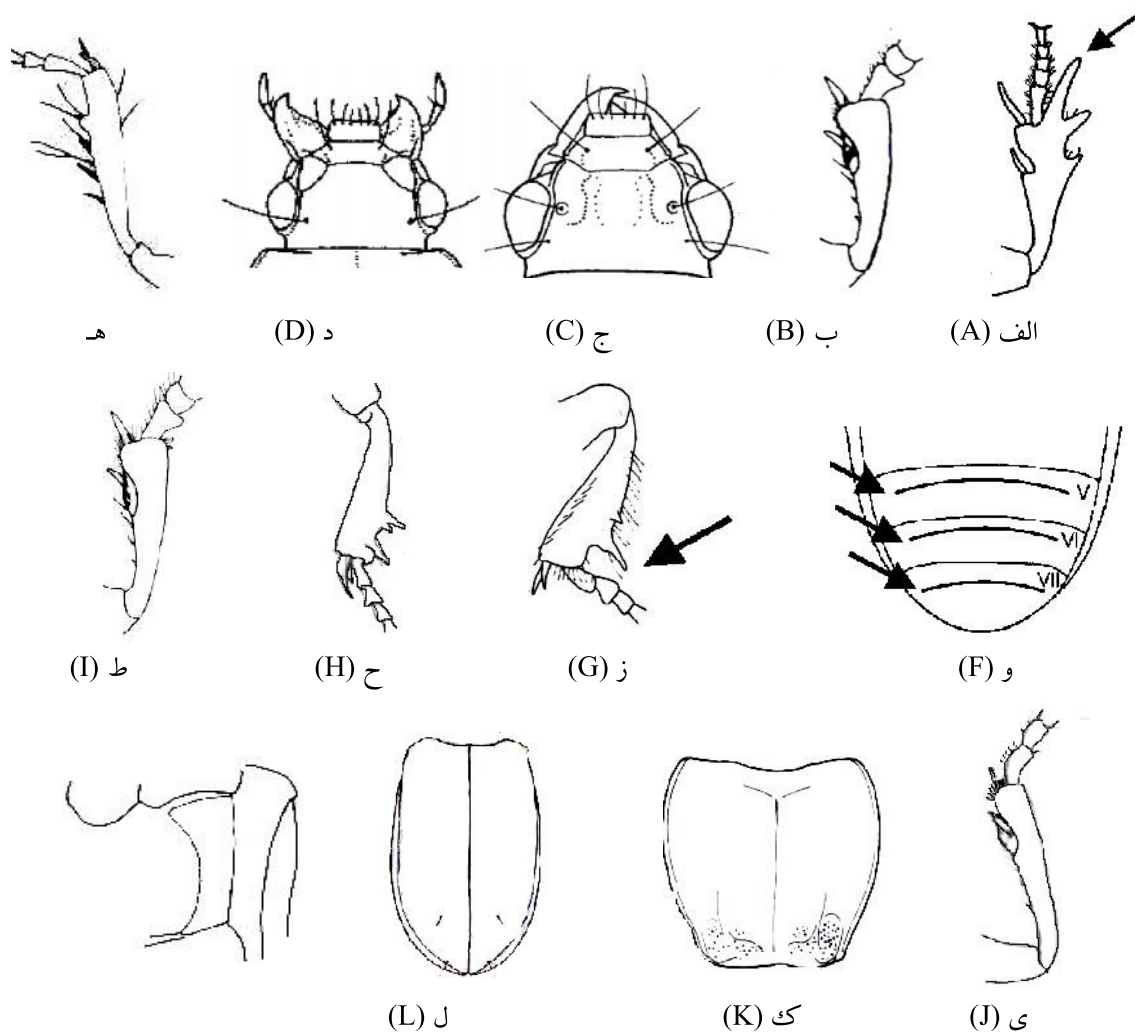 الف (A) ب (B) ج (C) د (D) هـ
V
VI
VII
و (F) ز (G) ح (H) ط (I)
ی (J) ک (K) ل (L)